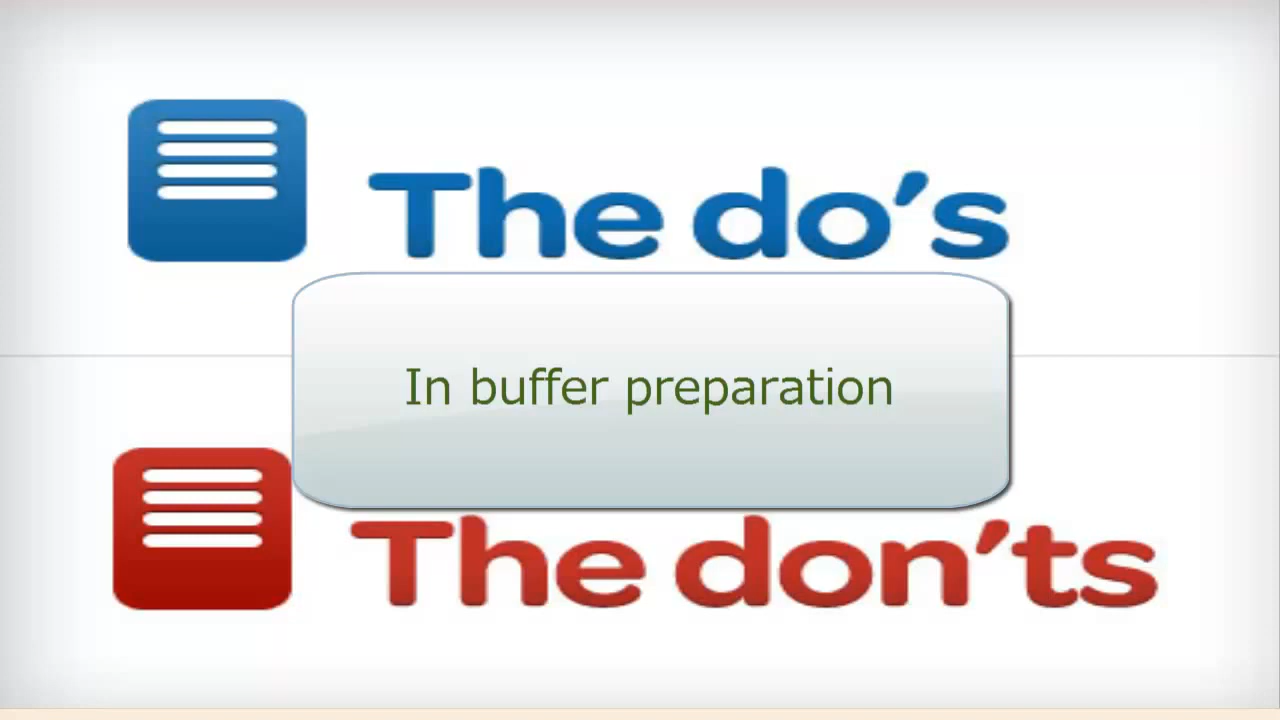 The do's
In buffer preparation
The don'ts